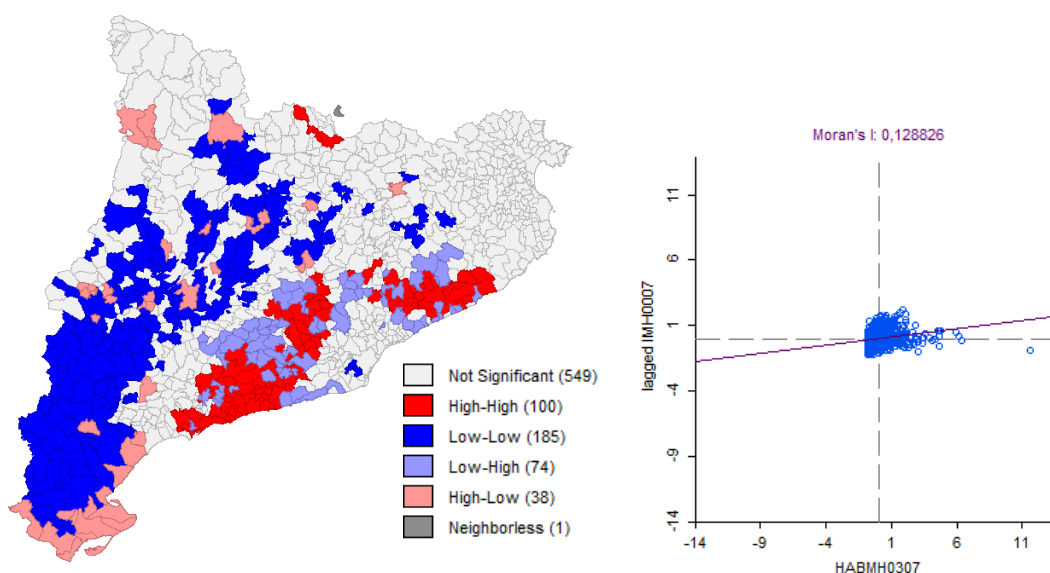 Not Significant (549)
High-High (100)
Low-Low (185)
Low-High (74)
High-Low (38)
Neighborless (1)
Moran's I: 0,128826
lagged IMH0007
11
6
1
-4
-9
-14
-14
-9
-4
1
6
11
HABMH0307